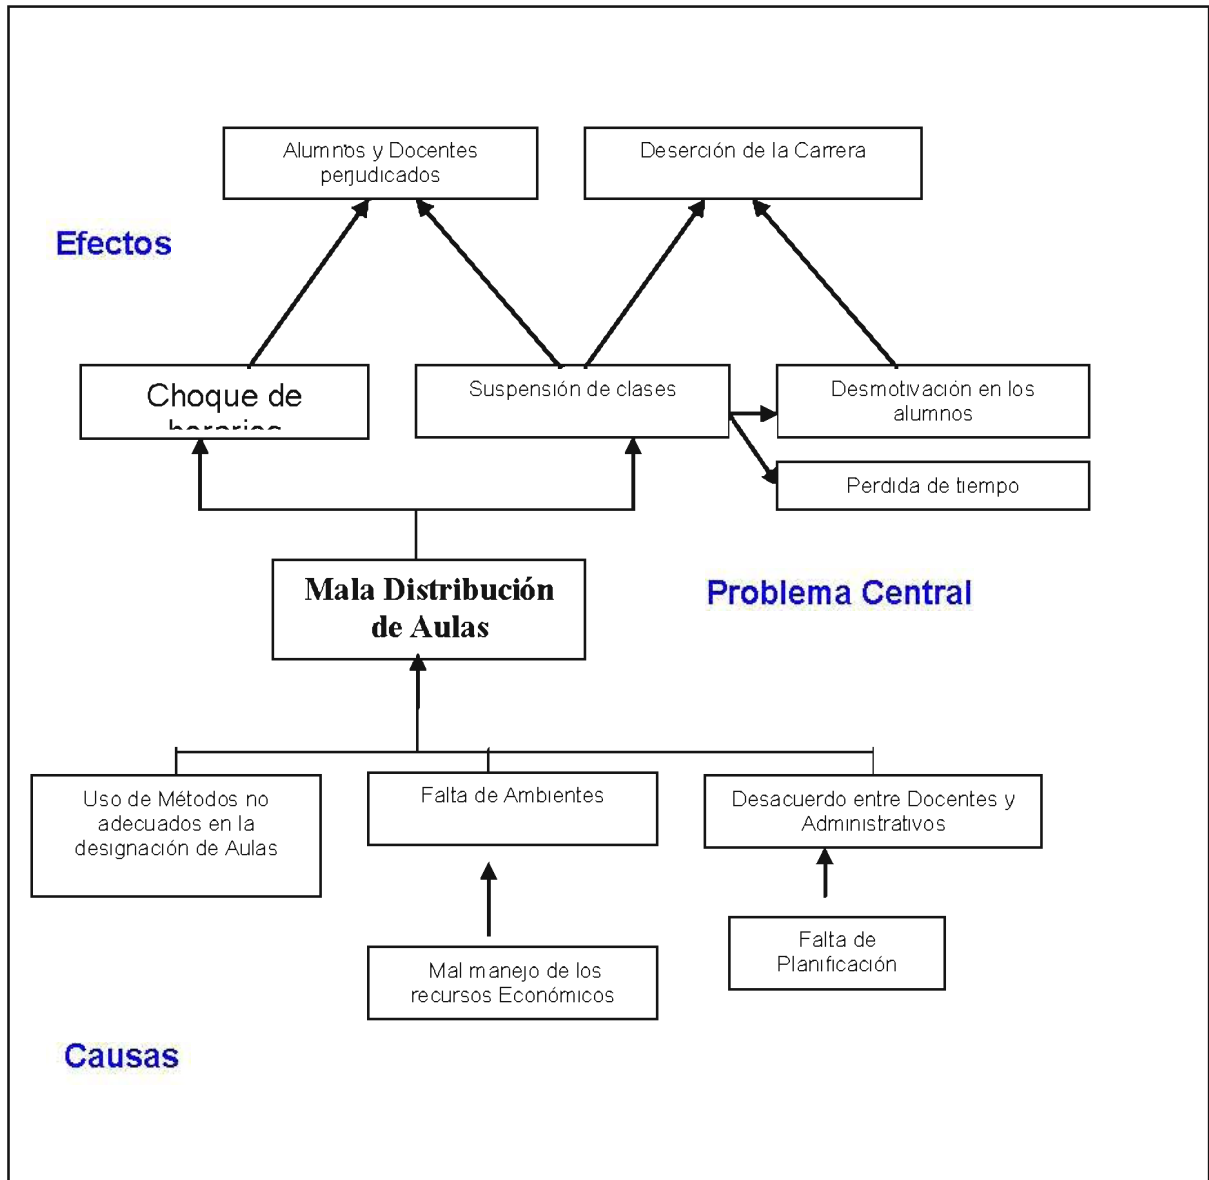 Alumnos y Docentes
perjudicados
Deserción de la Carrera
Efectos
Choque de
Suspensión de clases
Desmotivación en los
alumnos
Perdida de tiempo
Mala Distribución
de Aulas
Problema Central
Uso de Métodos no
adecuados en la
designación de Aulas
Falta de Ambientes
Desacuerdo entre Docentes y
Administrativos
Mal manejo de los
recursos Económicos
Falta de
Planificación
Causas